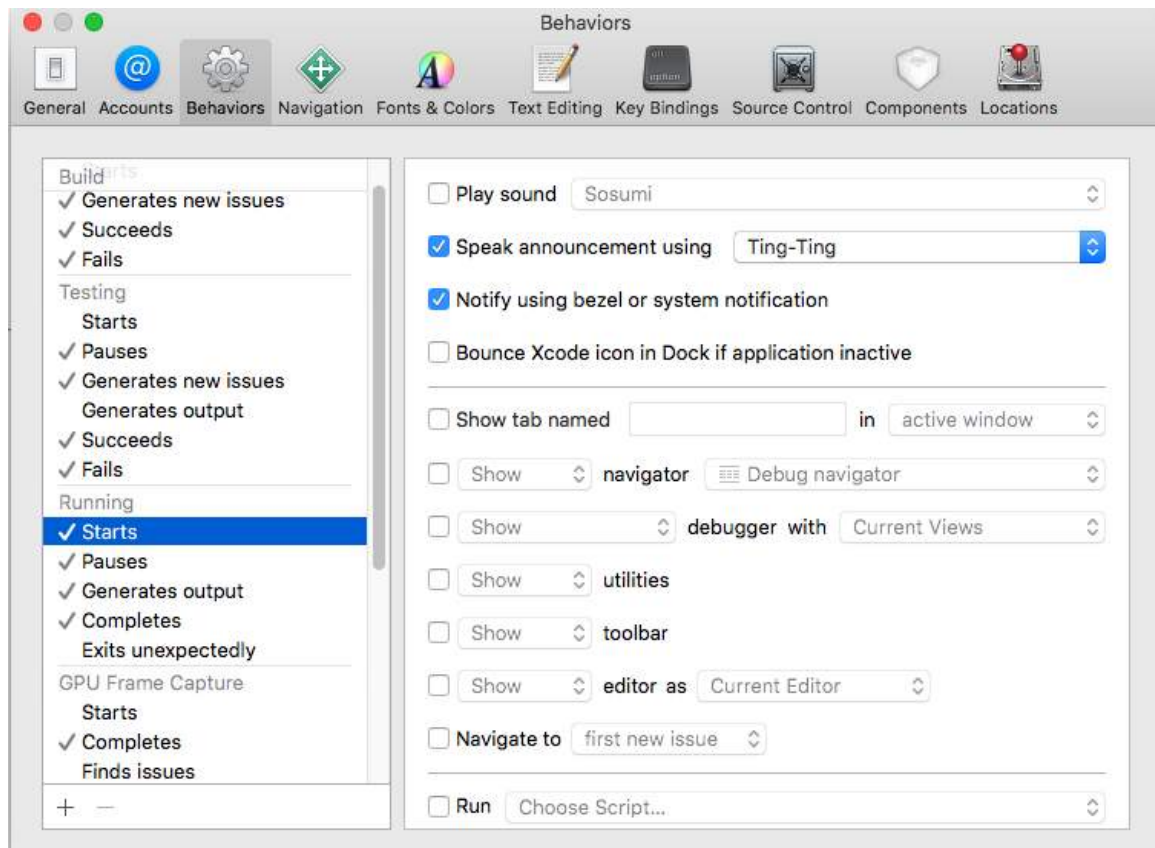 Behaviors
General Accounts Behaviors Navigation Fonts & Colors Text Editing Key Bindings Source Control Components Locations
Build
Starts
✓ Generates new issues
✓ Succeeds
✓ Fails
Testing
Starts
✓ Pauses
✓ Generates new issues
Generates output
✓ Succeeds
✓ Fails
Running
✓ Starts
✓ Pauses
✓ Generates output
✓ Completes
Exits unexpectedly
GPU Frame Capture
Starts
✓ Completes
Finds issues
+ −
Play sound Sosumi
Speak announcement using Ting-Ting
Notify using bezel or system notification
Bounce Xcode icon in Dock if application inactive
Show tab named in active window
Show navigator Debug navigator
Show debugger with Current Views
Show utilities
Show toolbar
Show editor as Current Editor
Navigate to first new issue
Run Choose Script...